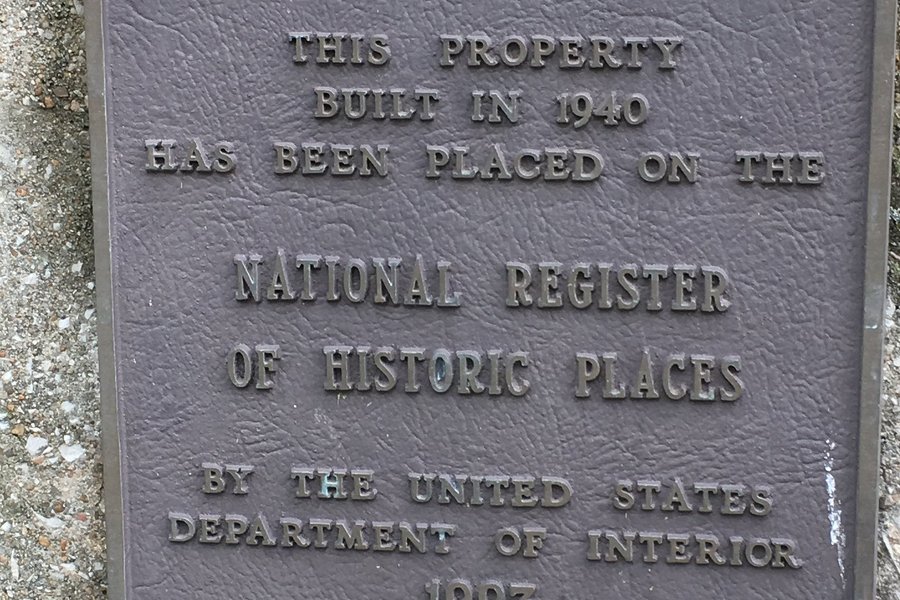 THIS PROPERTY
BUILT IN 1940
HAS BEEN PLACED ON THE
NATIONAL REGISTER
OF HISTORIC PLACES
BY THE UNITED STATES
DEPARTMENT OF INTERIOR